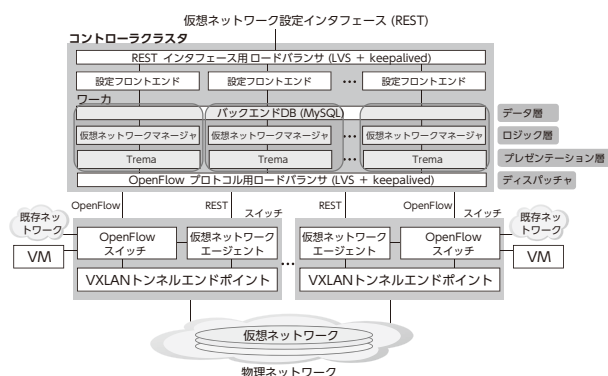 仮想ネットワーク設定インタフェース (REST)
コントローラクラスタ
REST インタフェース用ロードバランサ (LVS + keepalived)
設定フロントエンド 設定フロントエンド … 設定フロントエンド
ワーカ
バックエンドDB (MySQL) データ層
仮想ネットワークマネージャ 仮想ネットワークマネージャ … 仮想ネットワークマネージャ ロジック層
Trema Trema … Trema プレゼンテーション層
OpenFlow プロトコル用ロードバランサ (LVS + keepalived) ディスパッチャ
OpenFlow REST REST OpenFlow
スイッチ スイッチ
既存ネッ
トワーク
VM
OpenFlow
スイッチ
仮想ネットワーク
エージェント
VXLANトンネルエンドポイント
…
仮想ネットワーク
エージェント
OpenFlow
スイッチ
VXLANトンネルエンドポイント
既存ネッ
トワーク
VM
仮想ネットワーク
物理ネットワーク